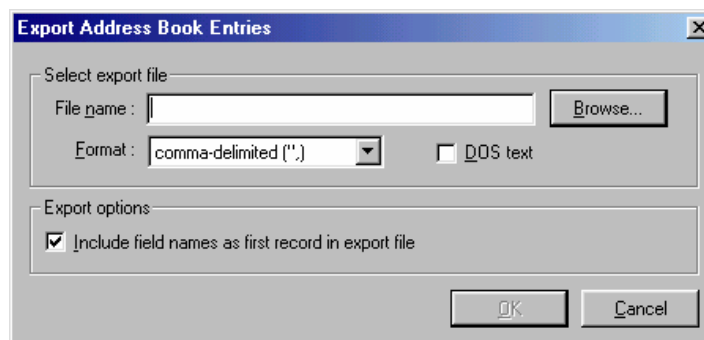 Export Address Book Entries
Select export file
File name :
Browse...
Format : comma-delimited (",)
DOS text
Export options
Include field names as first record in export file
OK
Cancel